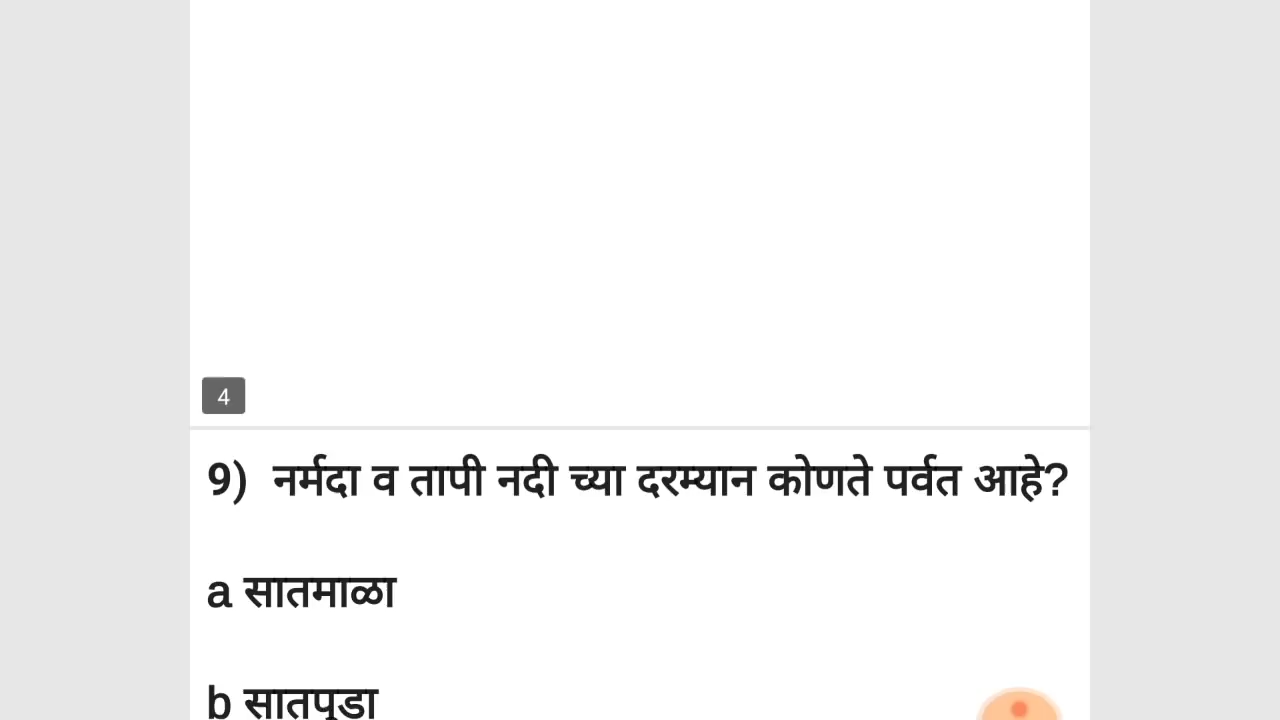 4
9) नर्मदा व तापी नदी च्या दरम्यान कोणते पर्वत आहे?
a सातमाळा
b सातपुडा